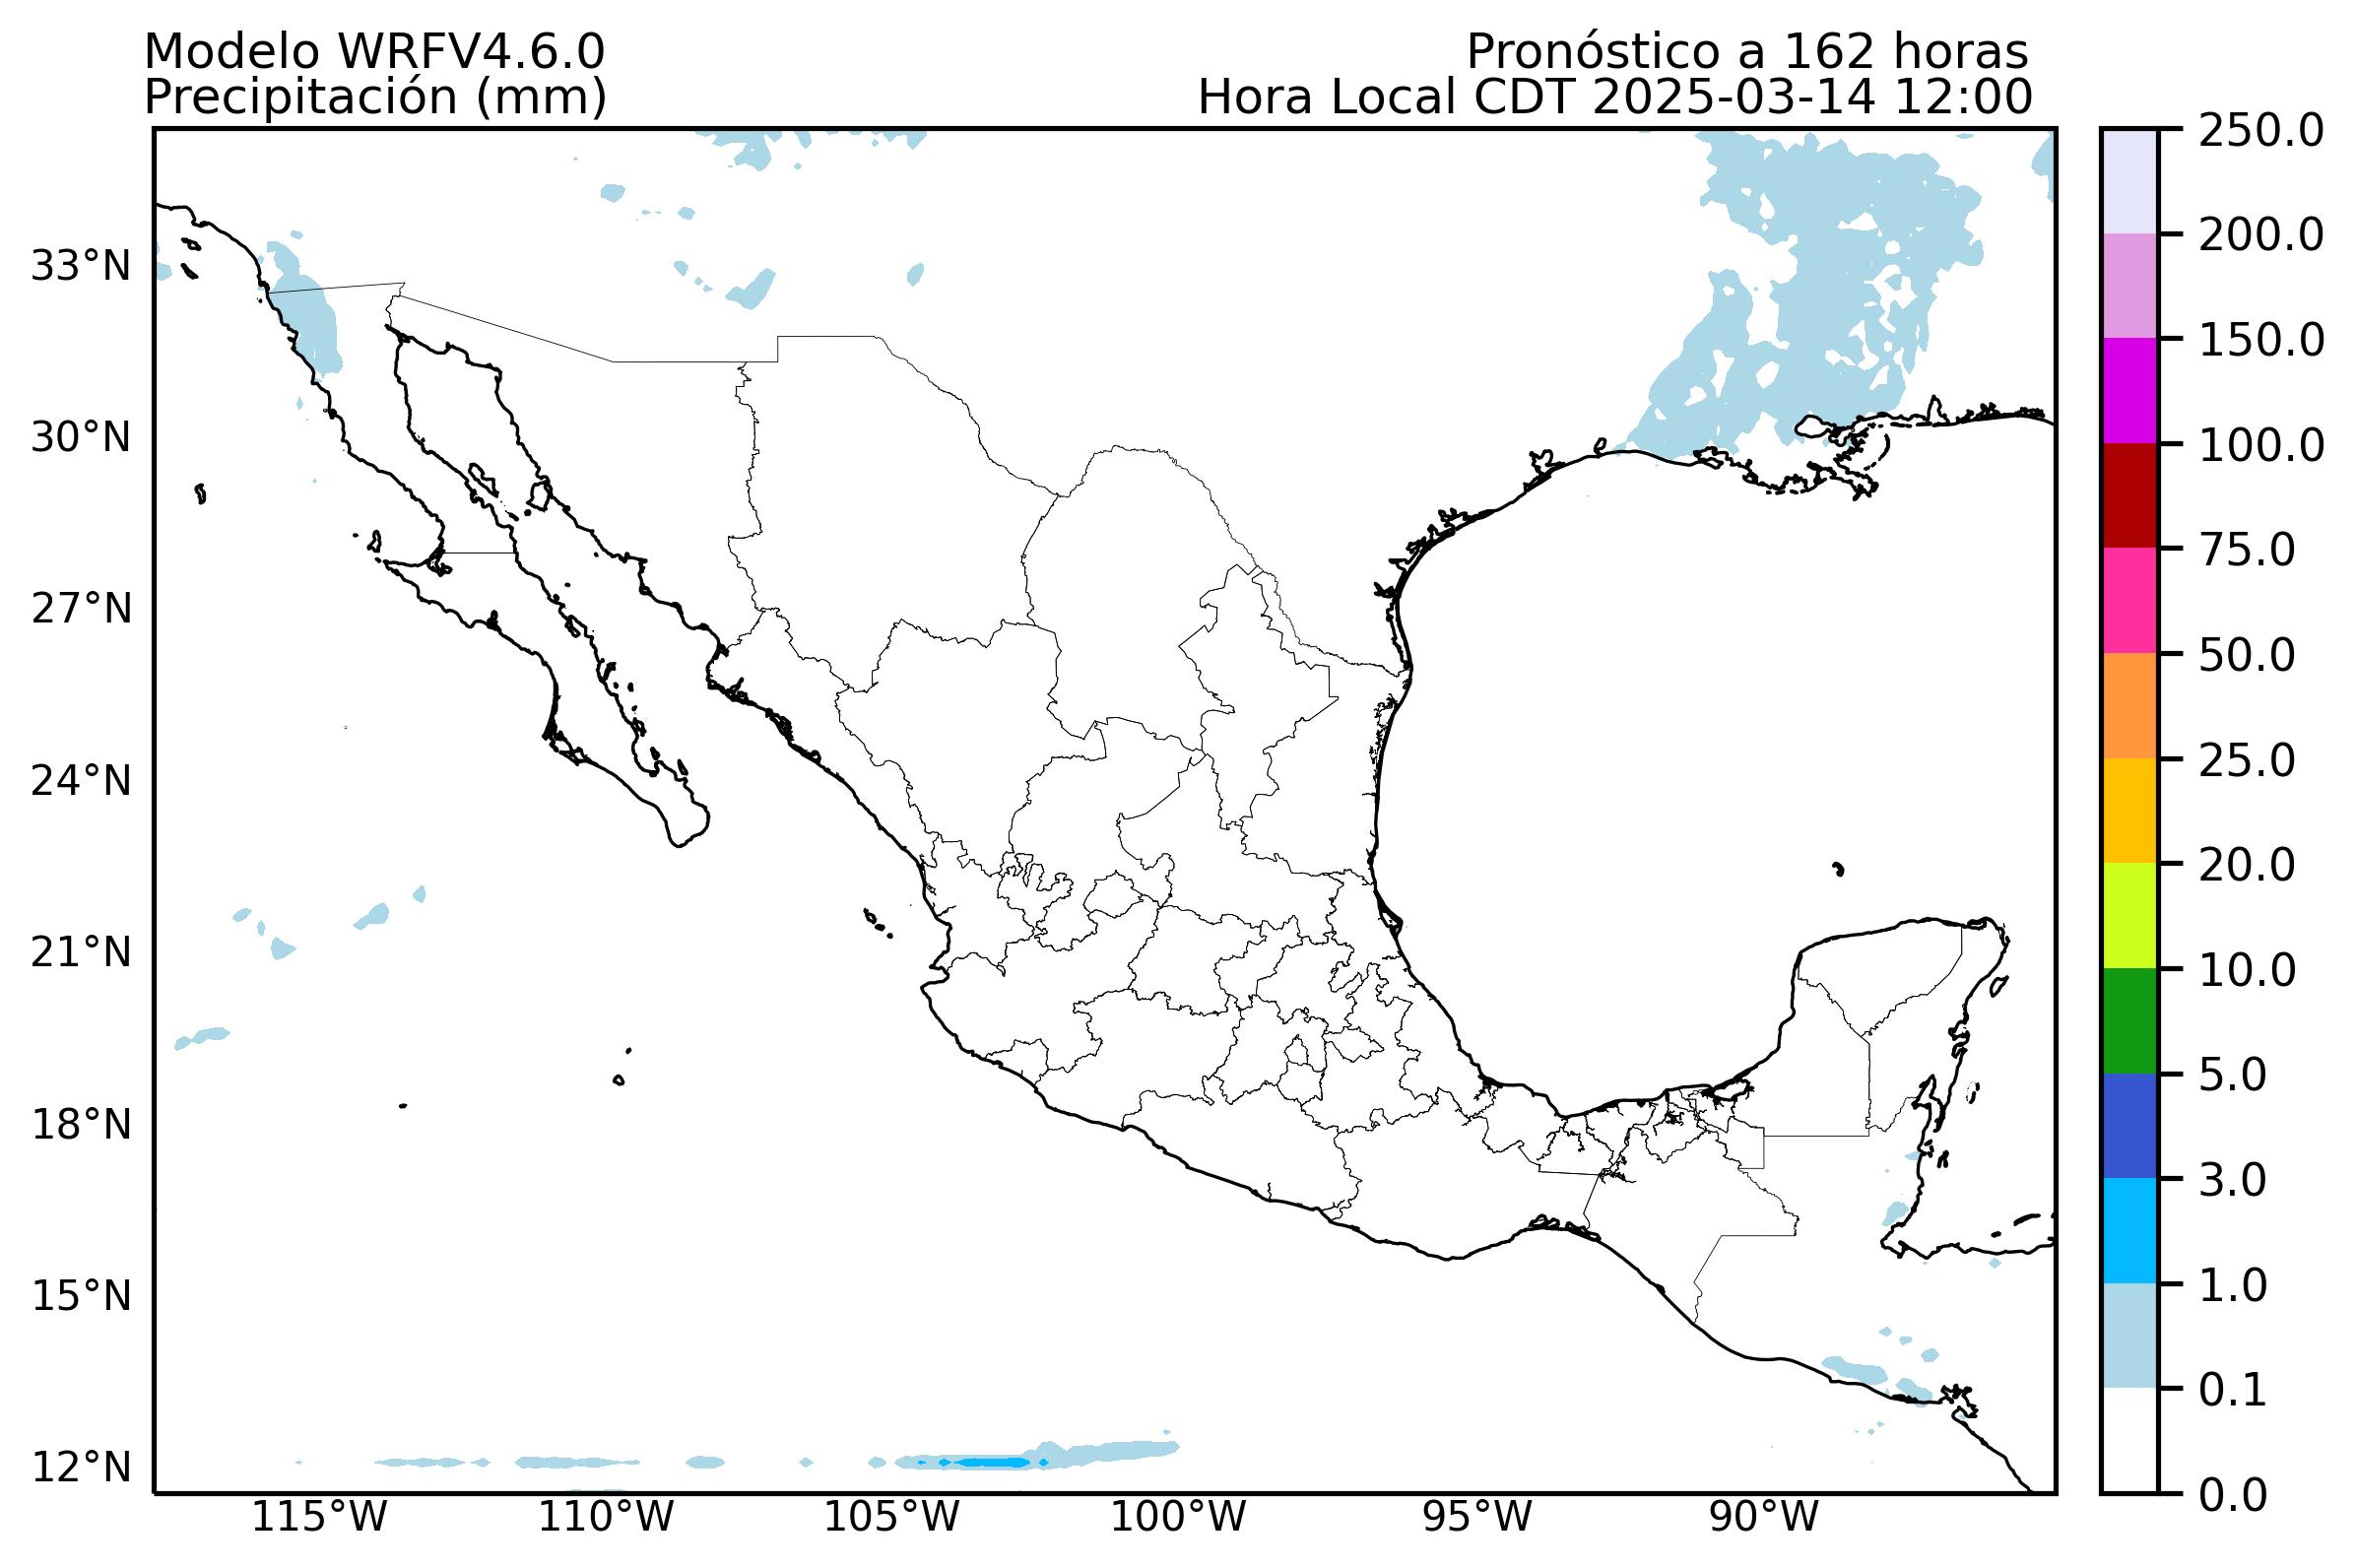 Modelo WRFV4.6.0
Precipitación (mm)
Pronóstico a 162 horas
Hora Local CDT 2025-03-14 12:00
33°N
30°N
27°N
24°N
21°N
18°N
15°N
12°N
115°W
110°W
105°W
100°W
95°W
90°W
250.0
200.0
150.0
100.0
75.0
50.0
25.0
20.0
10.0
5.0
3.0
1.0
0.1
0.0